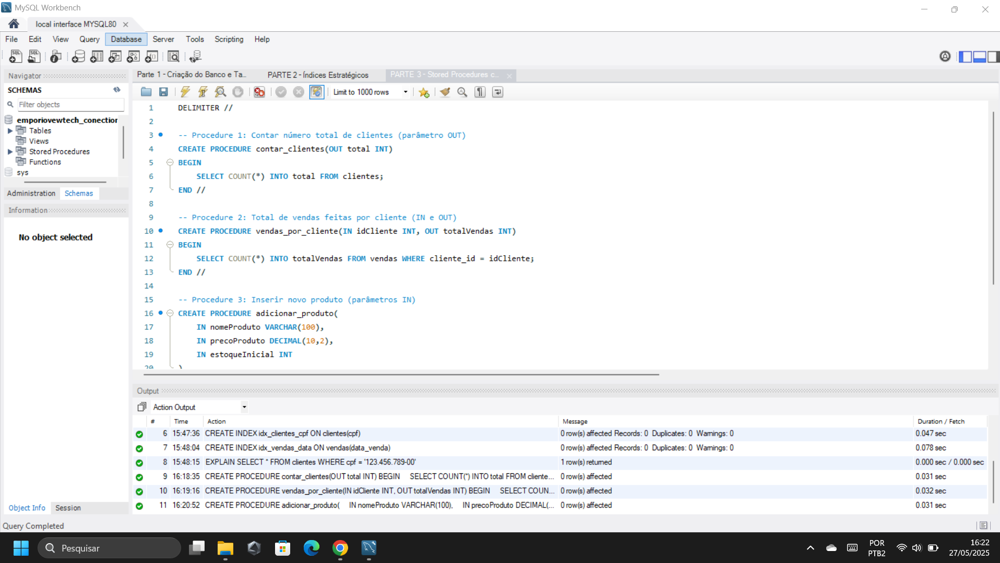 MySQL Workbench
local interface MYSQL80
File Edit View Query Database Server Tools Scripting Help
Navigator
SCHEMAS
Filter objects
emporiovewtech_conection
Tables
Views
Stored Procedures
Functions
sys
Administration Schemas
Information
No object selected
Object Info Session
Query Completed
Parte 1 - Criação do Banco e Ta... PARTE 2 - Índices Estratégicos PARTE 3 - Stored Procedures c...
Limit to 1000 rows
1 DELIMITER //
2
3 -- Procedure 1: Contar número total de clientes (parâmetro OUT)
4 CREATE PROCEDURE contar_clientes(OUT total INT)
5 BEGIN
6 SELECT COUNT(*) INTO total FROM clientes;
7 END //
8
9 -- Procedure 2: Total de vendas feitas por cliente (IN e OUT)
10 CREATE PROCEDURE vendas_por_cliente(IN idCliente INT, OUT totalVendas INT)
11 BEGIN
12 SELECT COUNT(*) INTO totalVendas FROM vendas WHERE cliente_id = idCliente;
13 END //
14
15 -- Procedure 3: Inserir novo produto (parâmetros IN)
16 CREATE PROCEDURE adicionar_produto(
17 IN nomeProduto VARCHAR(100),
18 IN precoProduto DECIMAL(10,2),
19 IN estoqueInicial INT
20 )
Output
Action Output
# Time Action Message Duration / Fetch
6 15:47:36 CREATE INDEX idx_clientes_cpf ON clientes(cpf) 0 row(s) affected Records: 0 Duplicates: 0 Warnings: 0 0.047 sec
7 15:48:04 CREATE INDEX idx_vendas_data ON vendas(data_venda) 0 row(s) affected Records: 0 Duplicates: 0 Warnings: 0 0.078 sec
8 15:48:15 EXPLAIN SELECT * FROM clientes WHERE cpf = '123.456.789-00' 1 row(s) returned 0.000 sec / 0.000 sec
9 16:18:35 CREATE PROCEDURE contar_clientes(OUT total INT) BEGIN SELECT COUNT(*) INTO total FROM cliente... 0 row(s) affected 0.031 sec
10 16:19:16 CREATE PROCEDURE vendas_por_cliente(IN idCliente INT, OUT totalVendas INT) BEGIN SELECT COUN... 0 row(s) affected 0.032 sec
11 16:20:52 CREATE PROCEDURE adicionar_produto( IN nomeProduto VARCHAR(100), IN precoProduto DECIMAL(... 0 row(s) affected 0.031 sec
Pesquisar
POR
PTB2
16:22
27/05/2025